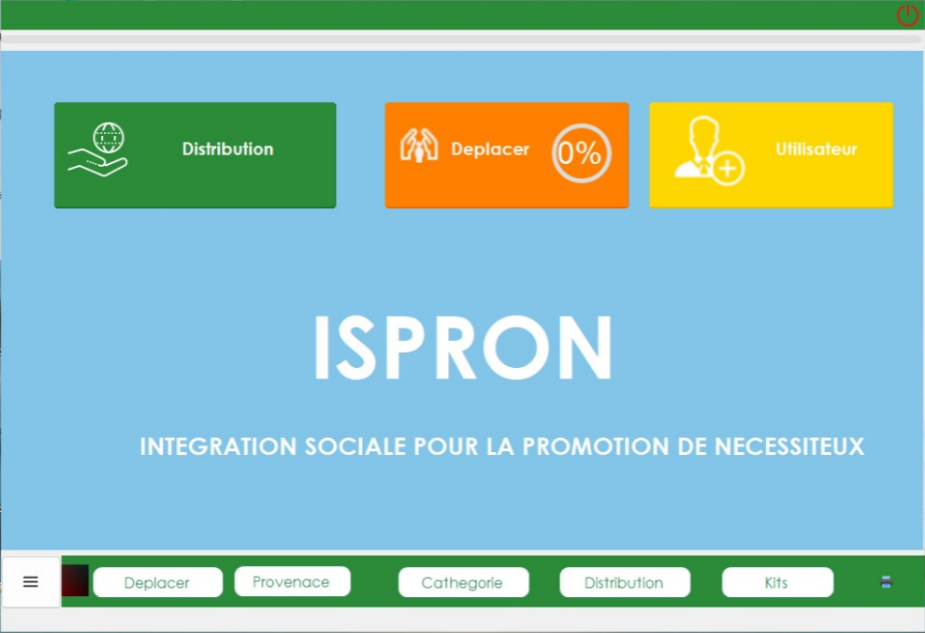 Distribution
Deplacer 0%
Utilisateur
ISPRON
INTEGRATION SOCIALE POUR LA PROMOTION DE NECESSITEUX
Deplacer Provenace Cathegorie Distribution Kits